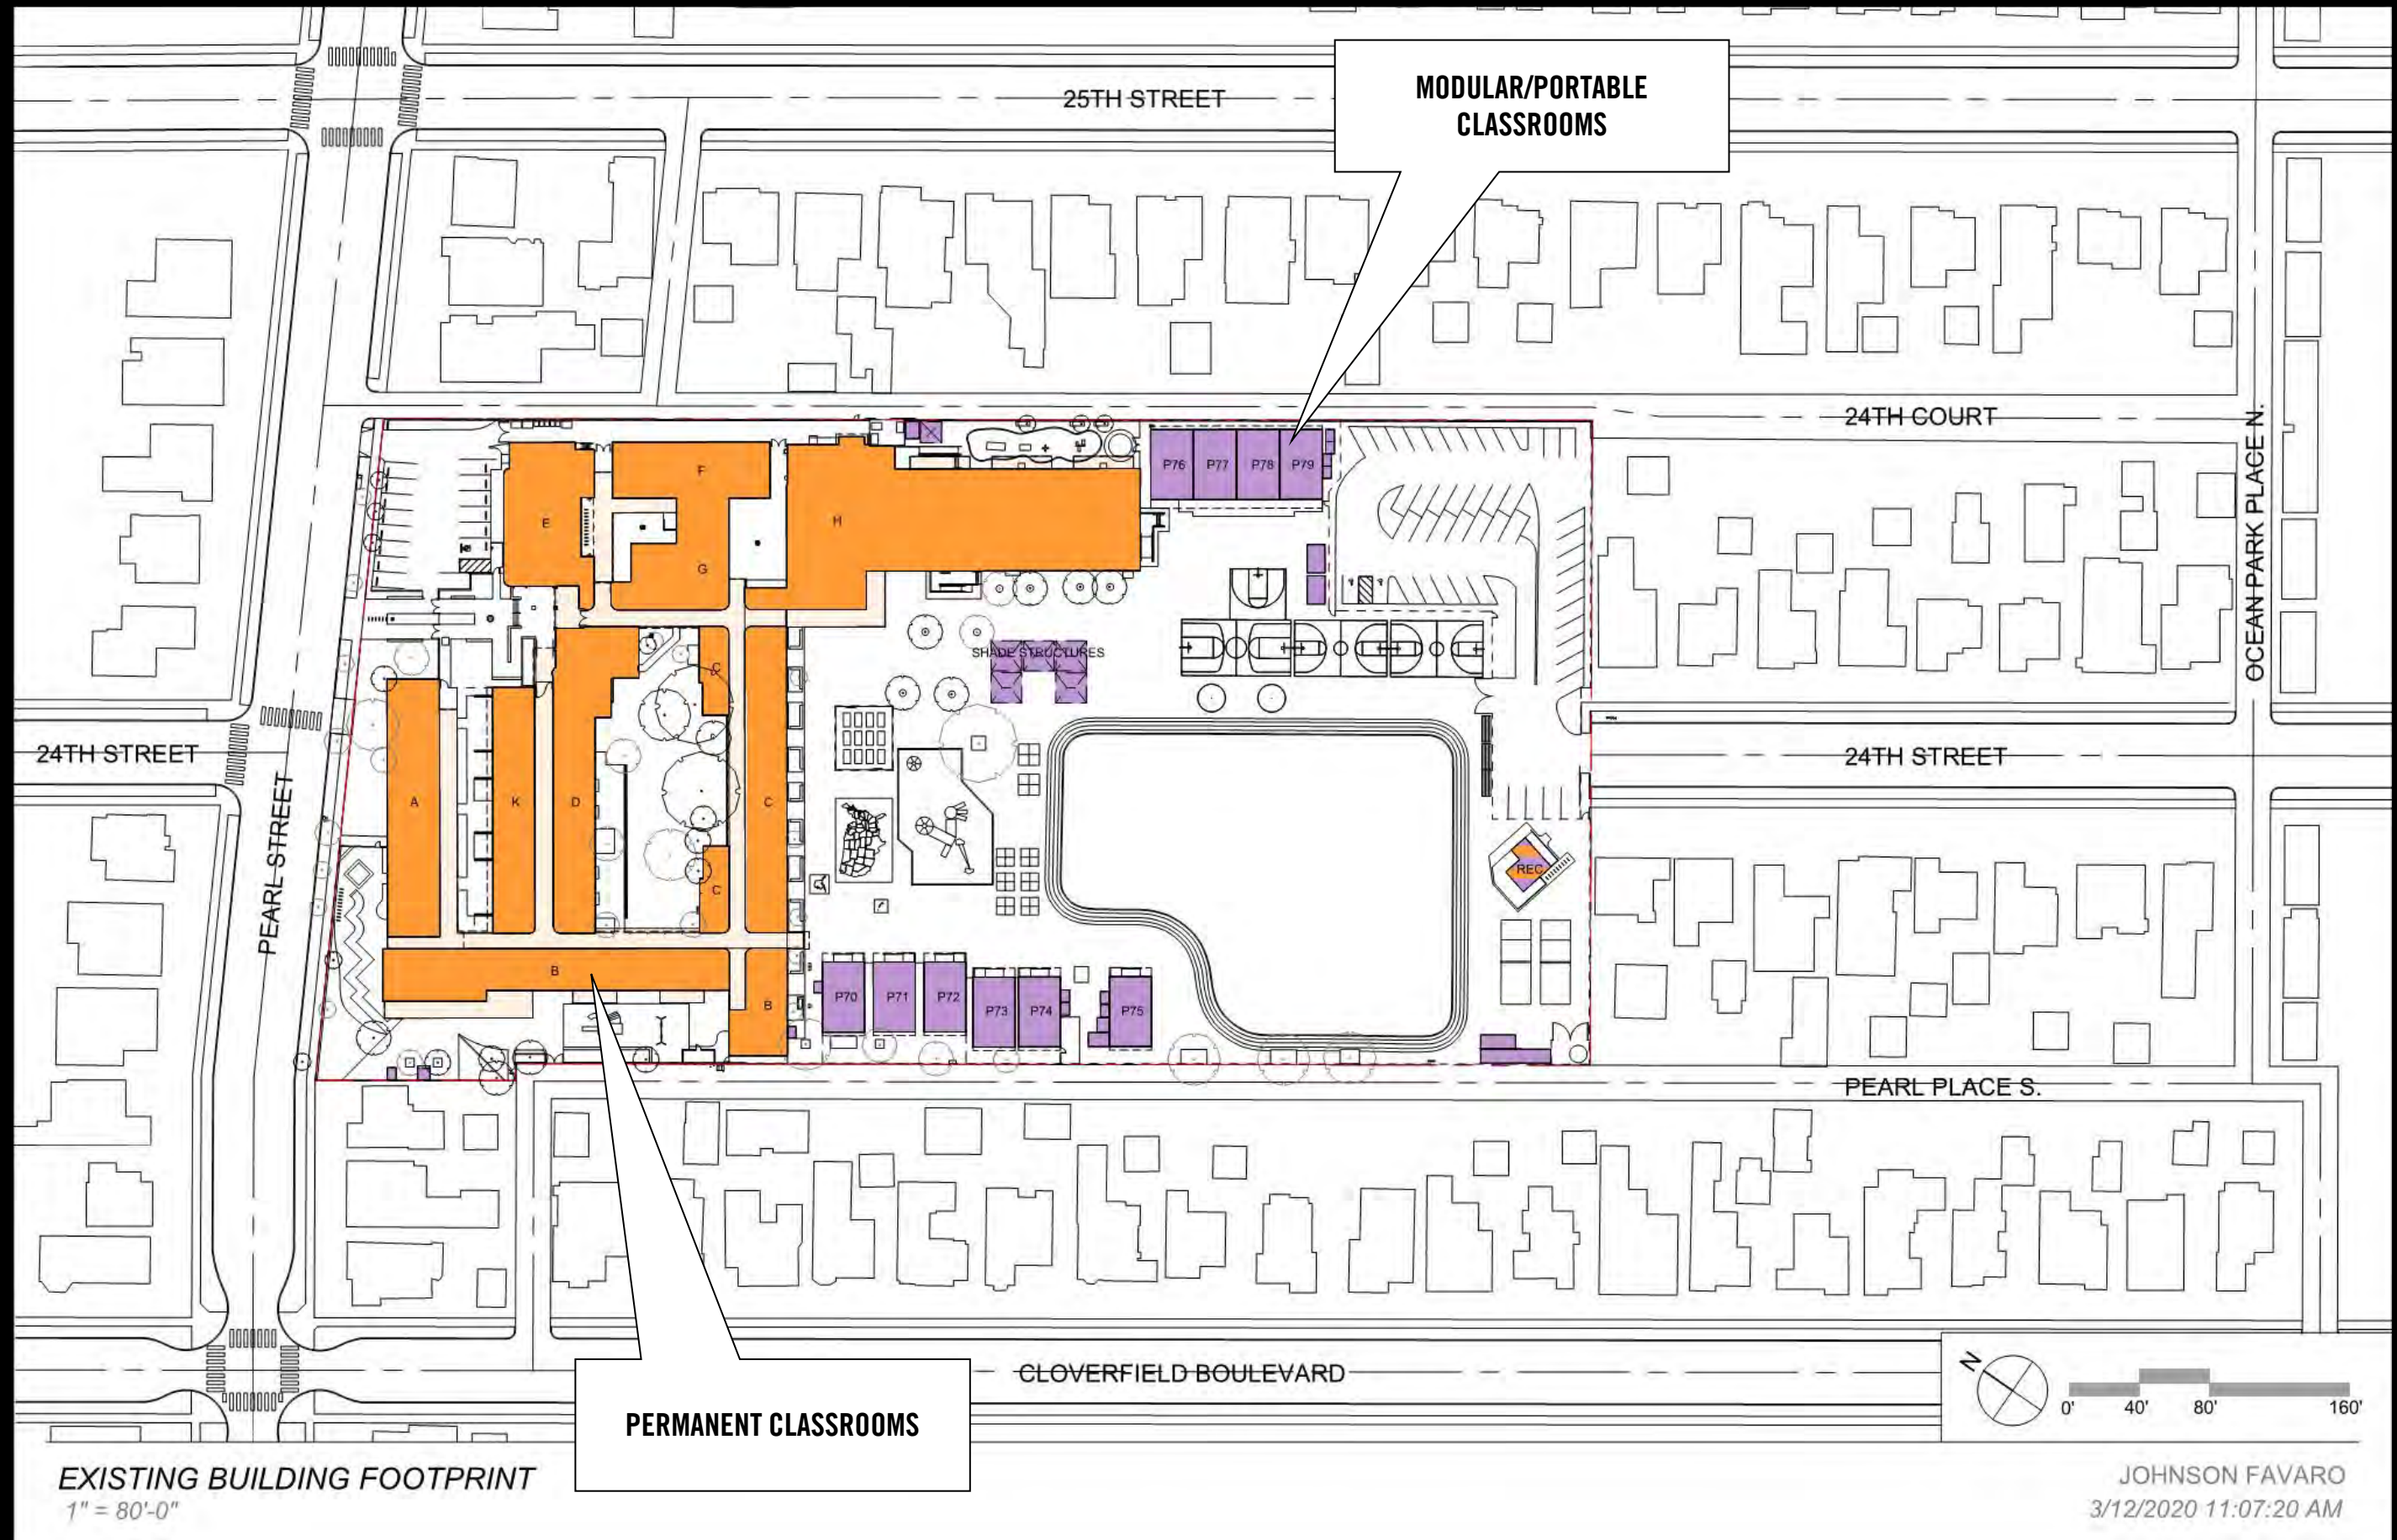 25TH STREET
MODULAR/PORTABLE
CLASSROOMS
24TH COURT
OCEAN PARK PLACE N.
F
P76
P77
P78
P79
E
H
G
SHADE STRUCTURES
C
24TH STREET
24TH STREET
PEARL STREET
A
K
D
C
C
REC
B
B
P70
P71
P72
P73
P74
P75
PEARL PLACE S.
CLOVERFIELD BOULEVARD
PERMANENT CLASSROOMS
N
0'
40'
80'
160'
EXISTING BUILDING FOOTPRINT
1" = 80'-0"
JOHNSON FAVARO
3/12/2020 11:07:20 AM